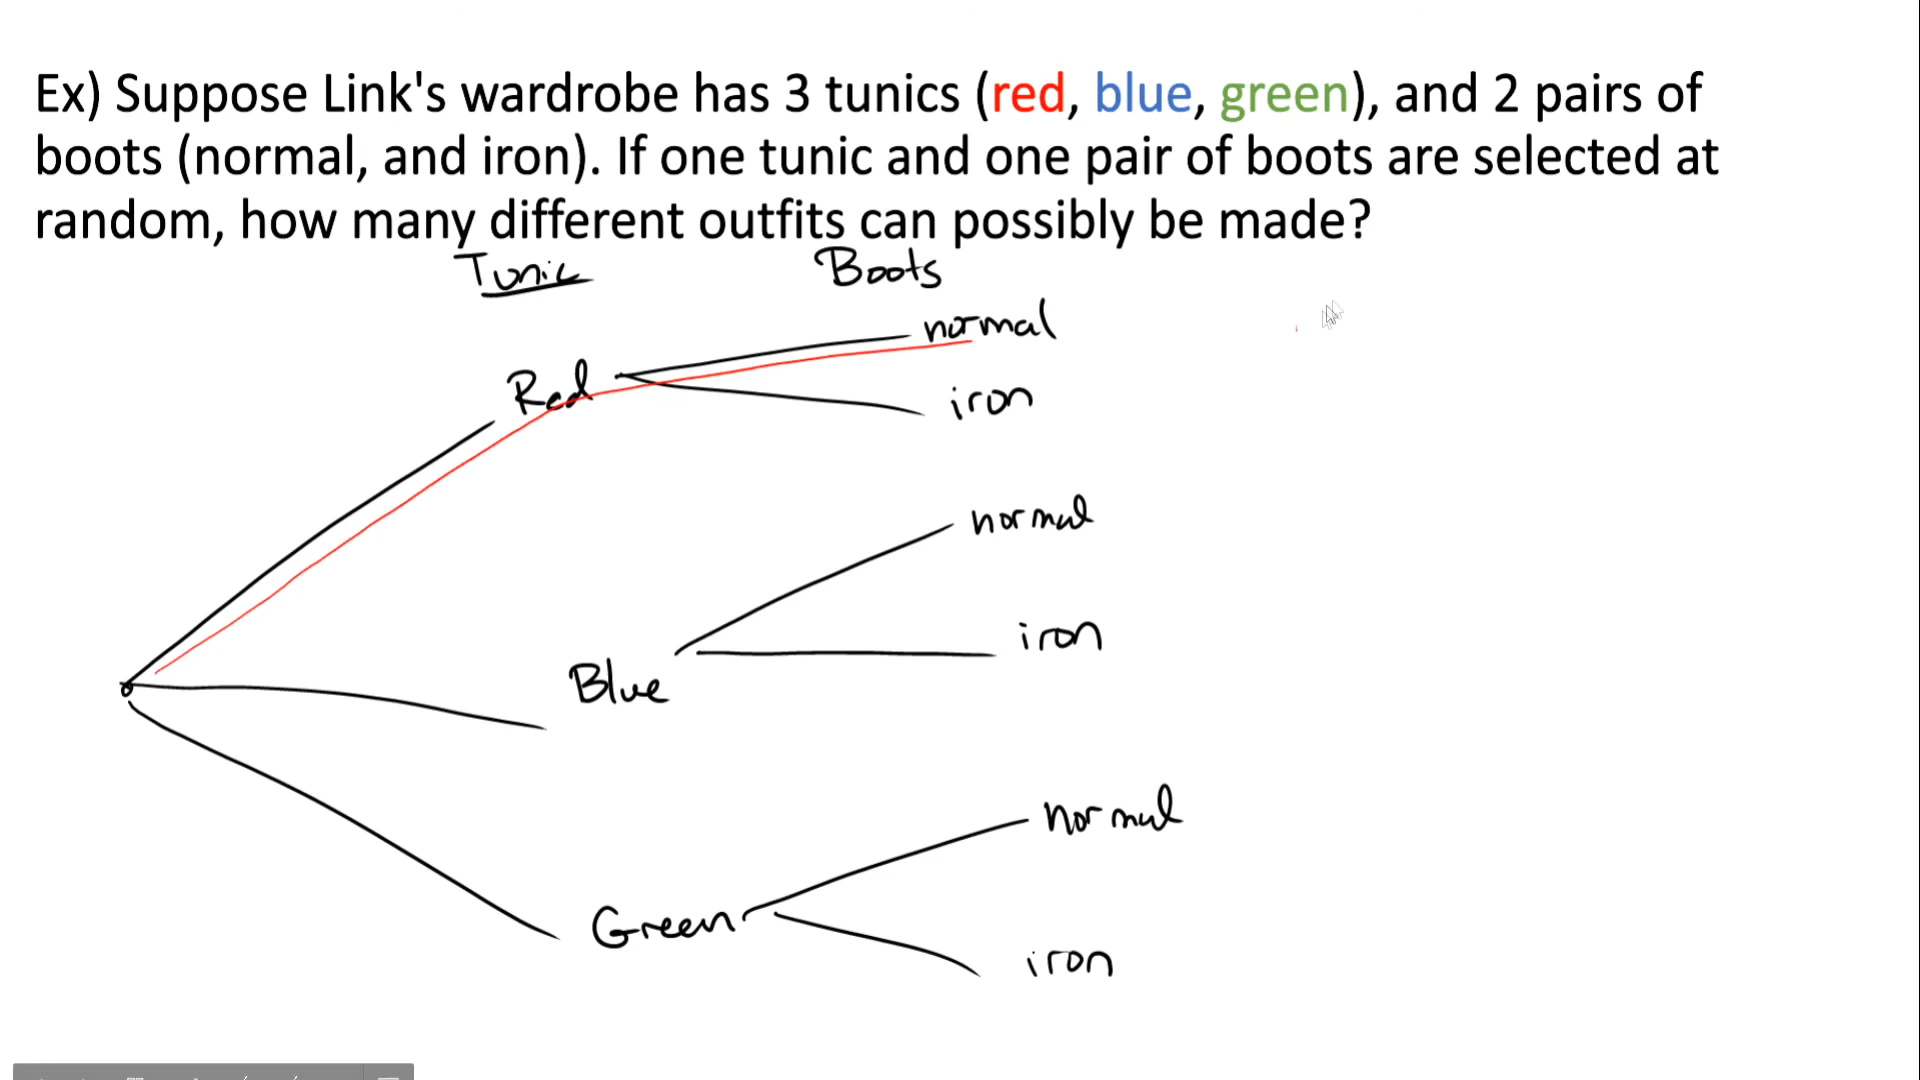 Ex) Suppose Link's wardrobe has 3 tunics (red, blue, green), and 2 pairs of
boots (normal, and iron). If one tunic and one pair of boots are selected at
random, how many different outfits can possibly be made?
Tunic Boots
normal
Red
iron
normal
iron
Blue
normal
Green
iron